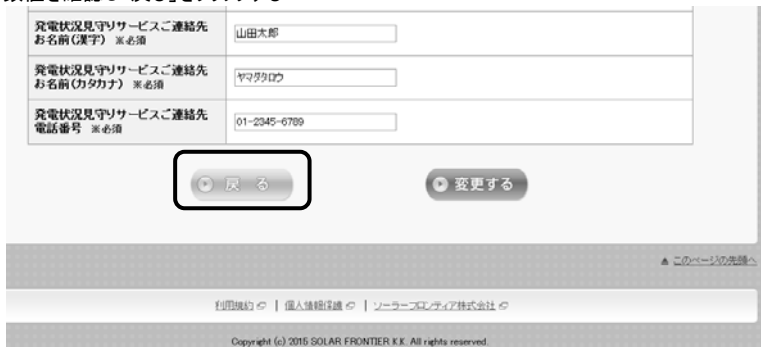 発電状況見守りサービスご連絡先
お名前(漢字) ※必須
山田太郎
発電状況見守りサービスご連絡先
お名前(カタカナ) ※必須
ヤマダタロウ
発電状況見守りサービスご連絡先
電話番号 ※必須
01-2345-6789
戻 る
変更する
▲ このページの先頭へ
利用規約 | 個人情報保護 | ソーラーフロンティア株式会社
Copyright (c) 2015 SOLAR FRONTIER K.K. All rights reserved.